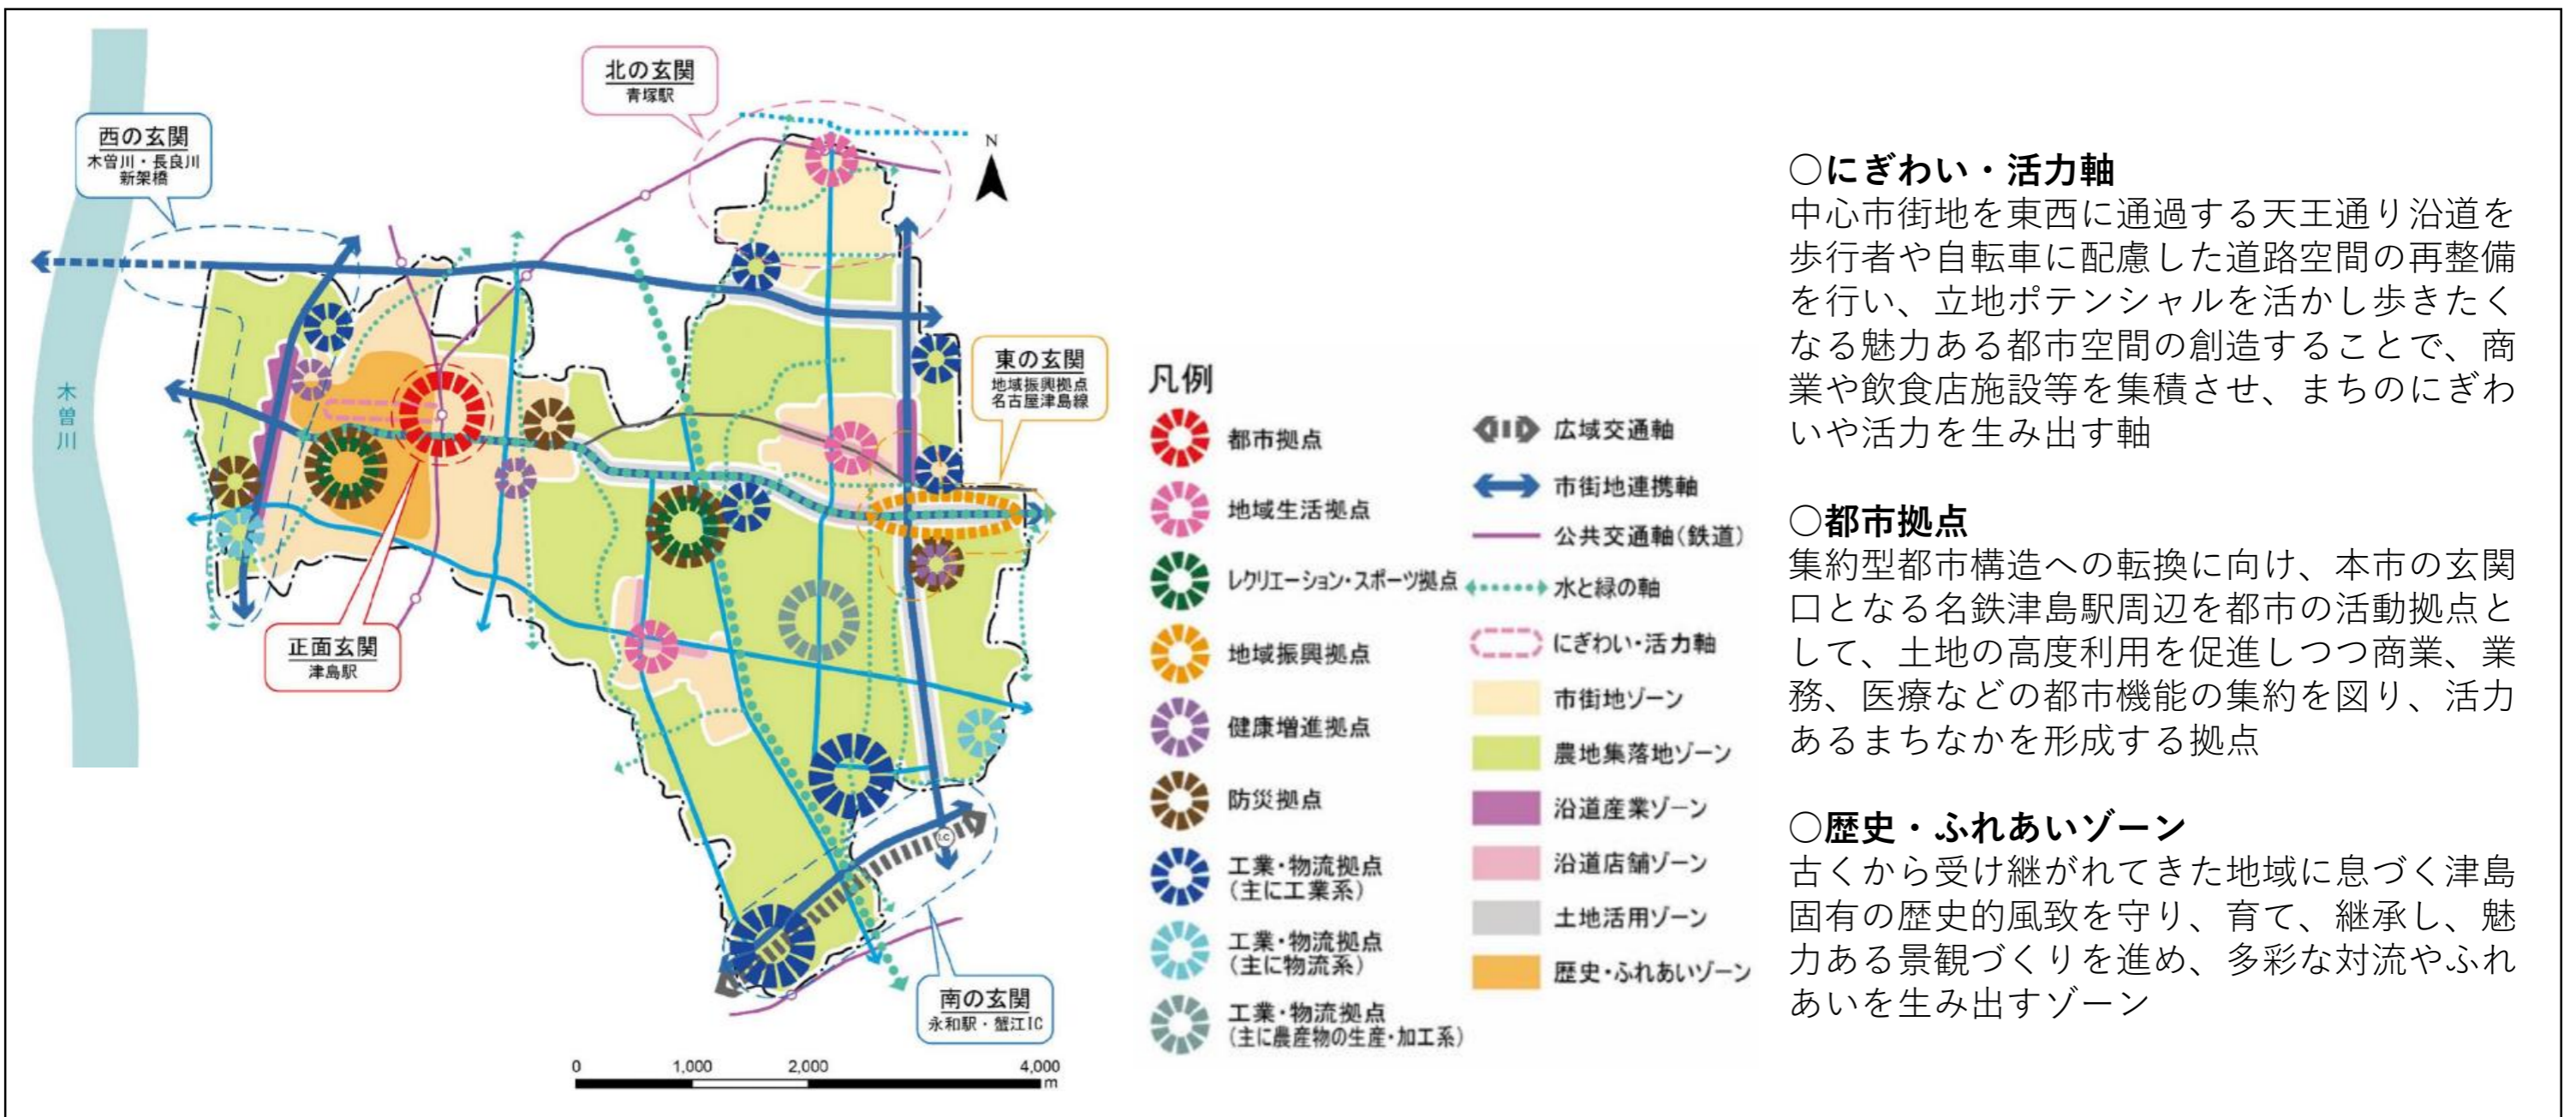 北の玄関
青塚駅
西の玄関
木曽川・長良川
新架橋
N
木曽川
東の玄関
地域振興拠点
名古屋津島線
正面玄関
津島駅
I.C
南の玄関
永和駅・蟹江IC
0 1,000 2,000 4,000
m
凡例
都市拠点
地域生活拠点
レクリエーション・スポーツ拠点
地域振興拠点
健康増進拠点
防災拠点
工業・物流拠点
(主に工業系)
工業・物流拠点
(主に物流系)
工業・物流拠点
(主に農産物の生産・加工系)
広域交通軸
市街地連携軸
公共交通軸(鉄道)
水と緑の軸
にぎわい・活力軸
市街地ゾーン
農地集落地ゾーン
沿道産業ゾーン
沿道店舗ゾーン
土地活用ゾーン
歴史・ふれあいゾーン
○にぎわい・活力軸
中心市街地を東西に通過する天王通り沿道を
歩行者や自転車に配慮した道路空間の再整備
を行い、立地ポテンシャルを活かし歩きたく
なる魅力ある都市空間の創造することで、商
業や飲食店施設等を集積させ、まちのにぎわ
いや活力を生み出す軸
○都市拠点
集約型都市構造への転換に向け、本市の玄関
口となる名鉄津島駅周辺を都市の活動拠点と
して、土地の高度利用を促進しつつ商業、業
務、医療などの都市機能の集約を図り、活力
あるまちなかを形成する拠点
○歴史・ふれあいゾーン
古くから受け継がれてきた地域に息づく津島
固有の歴史的風致を守り、育て、継承し、魅
力ある景観づくりを進め、多彩な対流やふれ
あいを生み出すゾーン